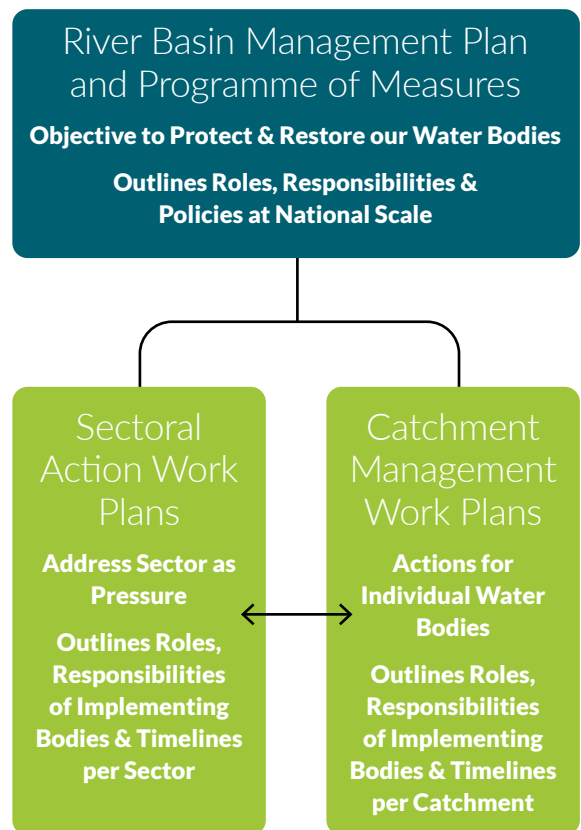 River Basin Management Plan
and Programme of Measures
Objective to Protect & Restore our Water Bodies
Outlines Roles, Responsibilities &
Policies at National Scale
Sectoral
Action Work
Plans
Address Sector as
Pressure
Outlines Roles,
Responsibilities
of Implementing
Bodies & Timelines
per Sector
Catchment
Management
Work Plans
Actions for
Individual Water
Bodies
Outlines Roles,
Responsibilities
of Implementing
Bodies & Timelines
per Catchment